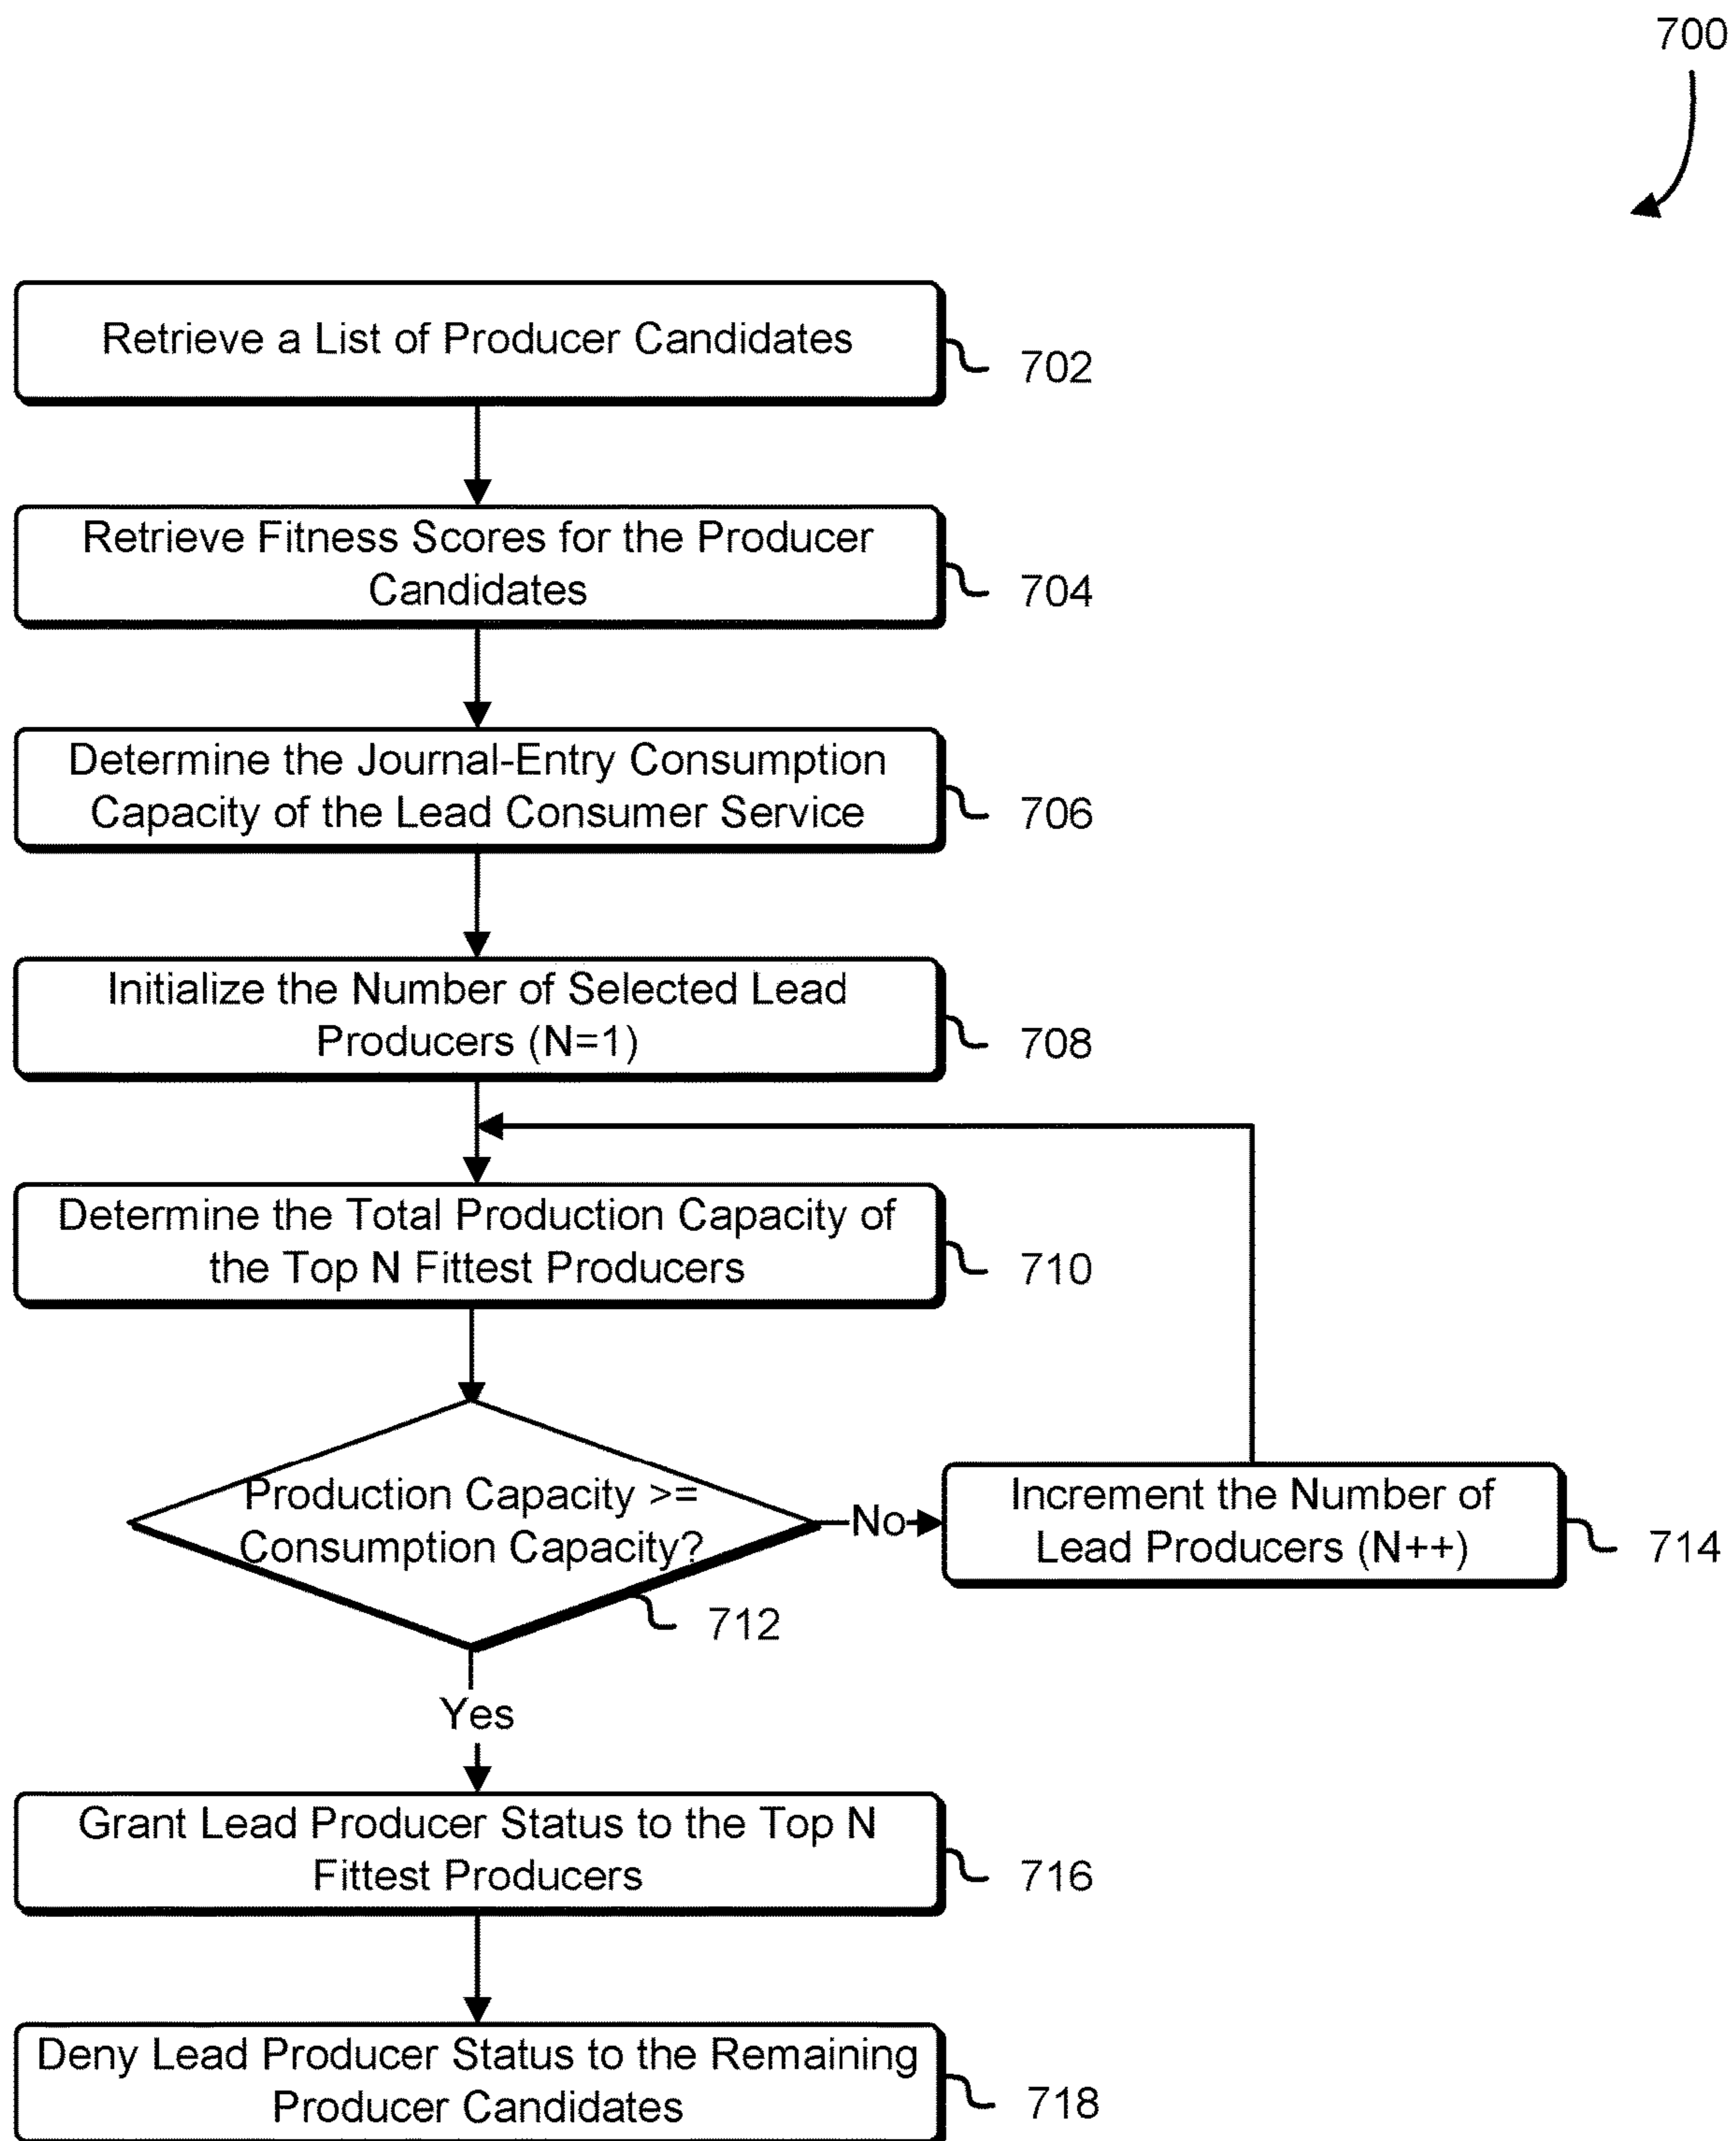 700
Retrieve a List of Producer Candidates
702
Retrieve Fitness Scores for the Producer
Candidates
704
Determine the Journal-Entry Consumption
Capacity of the Lead Consumer Service
706
Initialize the Number of Selected Lead
Producers (N=1)
708
Determine the Total Production Capacity of
the Top N Fittest Producers
710
Production Capacity >=
Consumption Capacity?
712
No
Increment the Number of
Lead Producers (N++)
714
Yes
Grant Lead Producer Status to the Top N
Fittest Producers
716
Deny Lead Producer Status to the Remaining
Producer Candidates
718